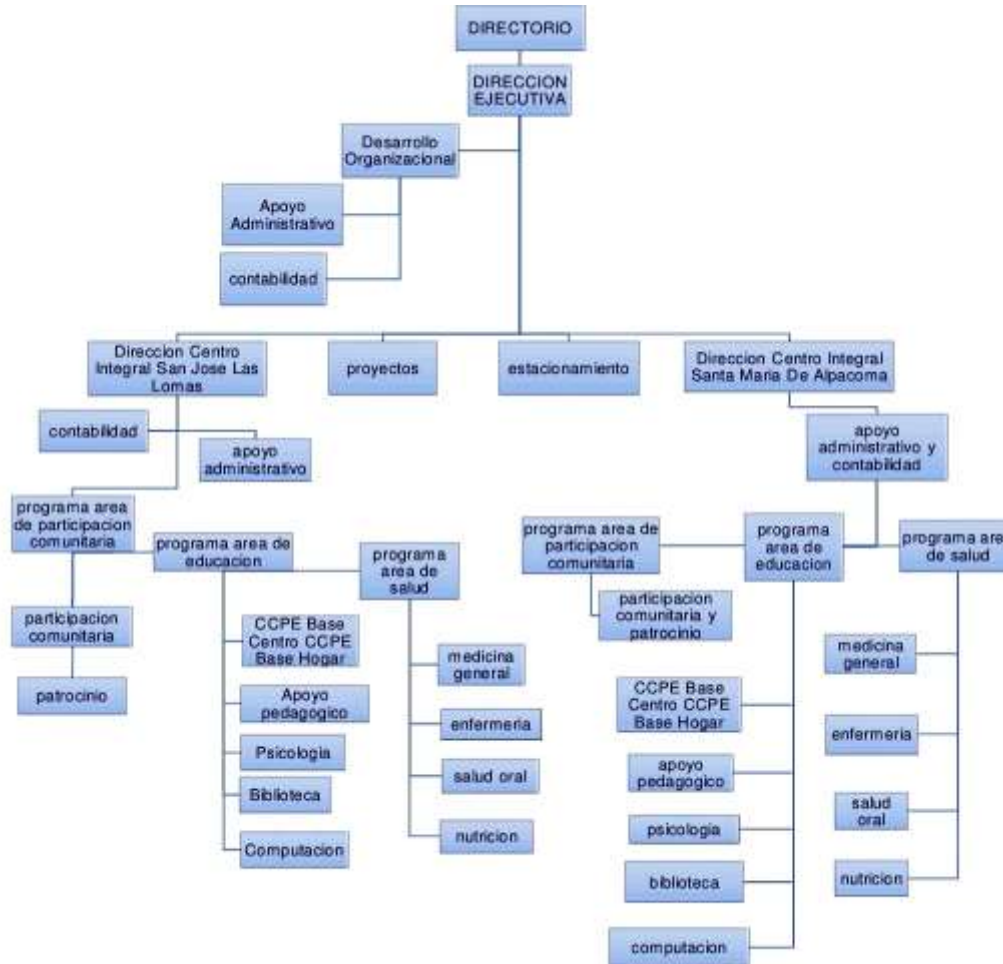 DIRECTORIO
DIRECCION
EJECUTIVA
Desarrollo
Organizacional
Apoyo
Administrativo
contabilidad
Direccion Centro
Integral San Jose Las
Lomas
proyectos
estacionamiento
Direccion Centro Integral
Santa Maria De Alpacoma
contabilidad
apoyo
administrativo
apoyo
administrativo y
contabilidad
programa area
de participacion
comunitaria
programa area de
educacion
programa
area de
salud
programa area de
participacion
comunitaria
programa
area de
educacion
programa area
de salud
participacion
comunitaria
patrocinio
CCPE Base
Centro CCPE
Base Hogar
Apoyo
pedagogico
Psicologia
Biblioteca
Computacion
medicina
general
enfermeria
salud oral
nutricion
participacion
comunitaria y
patrocinio
CCPE Base
Centro CCPE
Base Hogar
apoyo
pedagogico
psicologia
biblioteca
computacion
medicina
general
enfermeria
salud
oral
nutricion